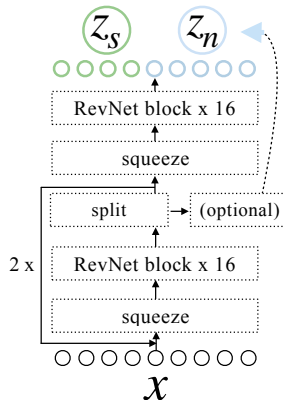 z_s z_n
RevNet block x 16
squeeze
split (optional)
2 x
RevNet block x 16
squeeze
x